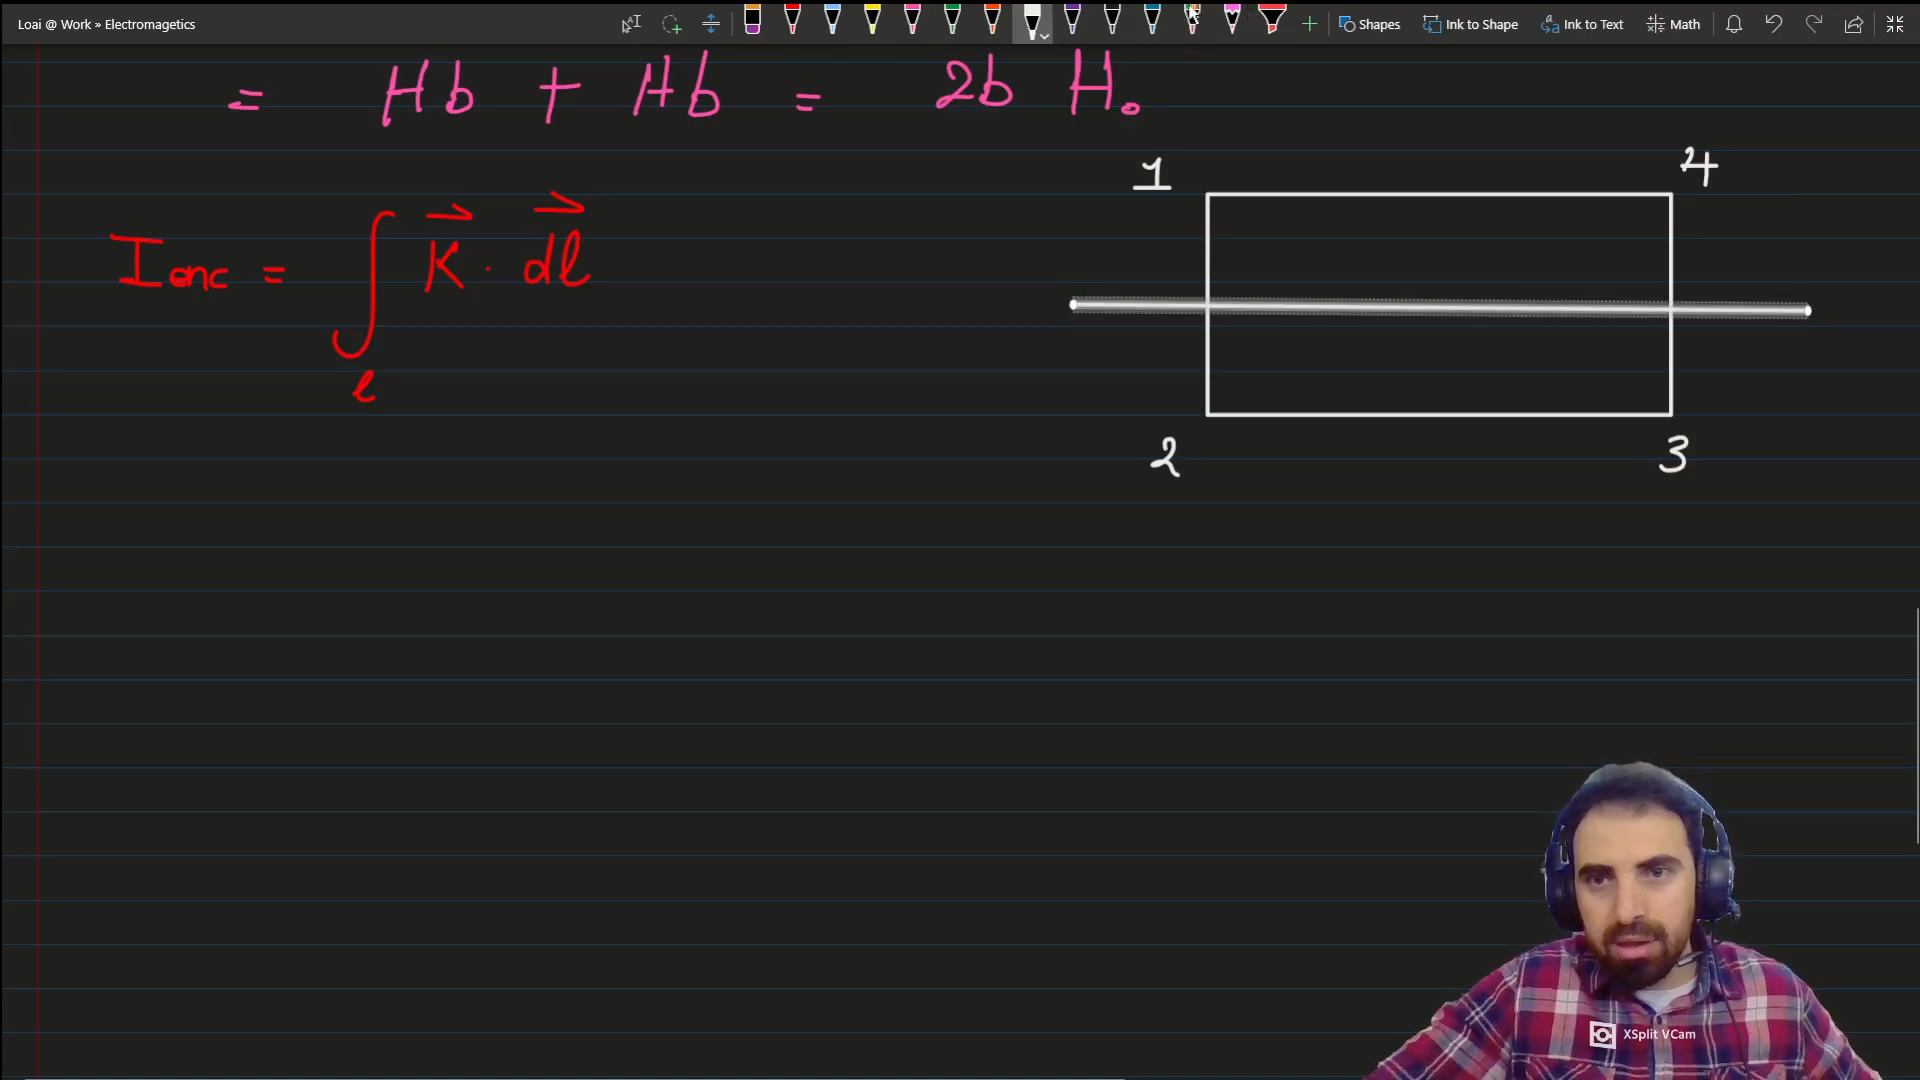 Loai @ Work » Electromagetics
Shapes Ink to Shape Ink to Text Math
= Hb + Hb = 2b H₀
1 4
I enc = ∫ K⃗ · dl⃗
l
2 3
XSplit VCam